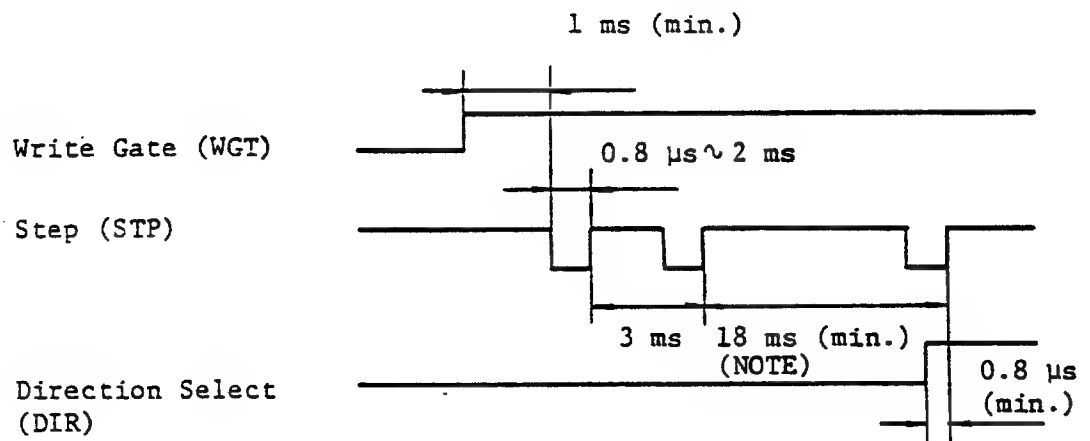 1 ms (min.)
Write Gate (WGT)
0.8 µs ~ 2 ms
Step (STP)
3 ms
18 ms (min.)
(NOTE)
Direction Select
(DIR)
0.8 µs
(min.)